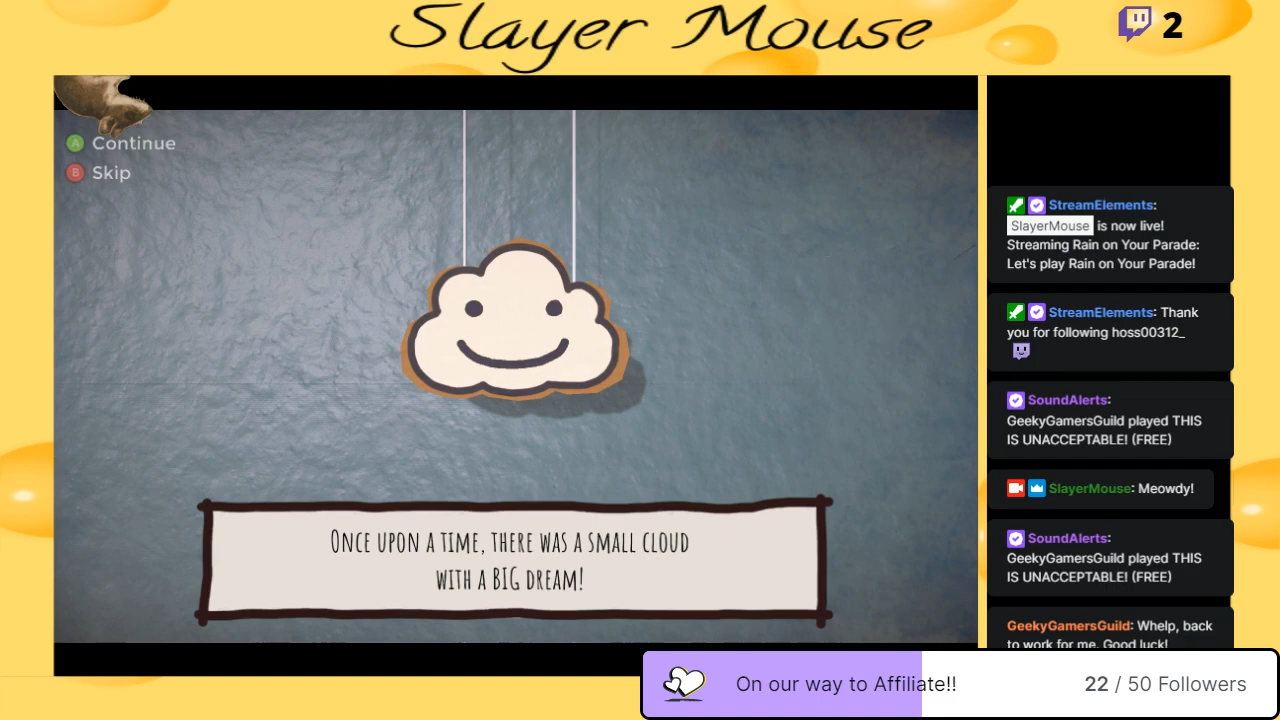 Slayer Mouse
2
A Continue
B Skip
ONCE UPON A TIME, THERE WAS A SMALL CLOUD
WITH A BIG DREAM!
StreamElements:
SlayerMouse is now live!
Streaming Rain on Your Parade:
Let's play Rain on Your Parade!
StreamElements: Thank
you for following hoss00312_
SoundAlerts:
GeekyGamersGuild played THIS
IS UNACCEPTABLE! (FREE)
SlayerMouse: Meowdy!
SoundAlerts:
GeekyGamersGuild played THIS
IS UNACCEPTABLE! (FREE)
GeekyGamersGuild: Whelp, back
to work for me. Good luck!
On our way to Affiliate!!
22 / 50 Followers